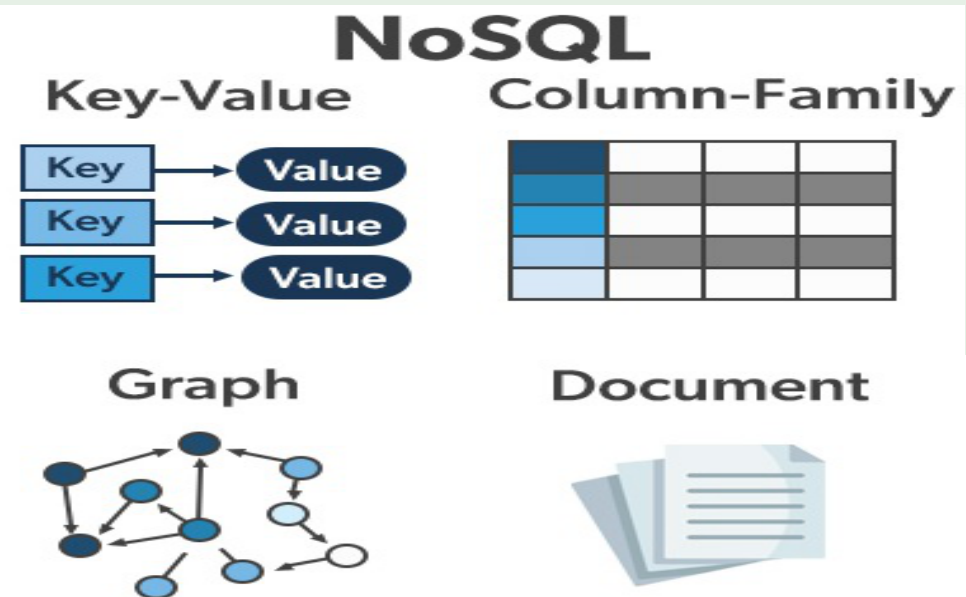 NoSQL
Key-Value
Column-Family
Key Value
Key Value
Key Value
Graph
Document